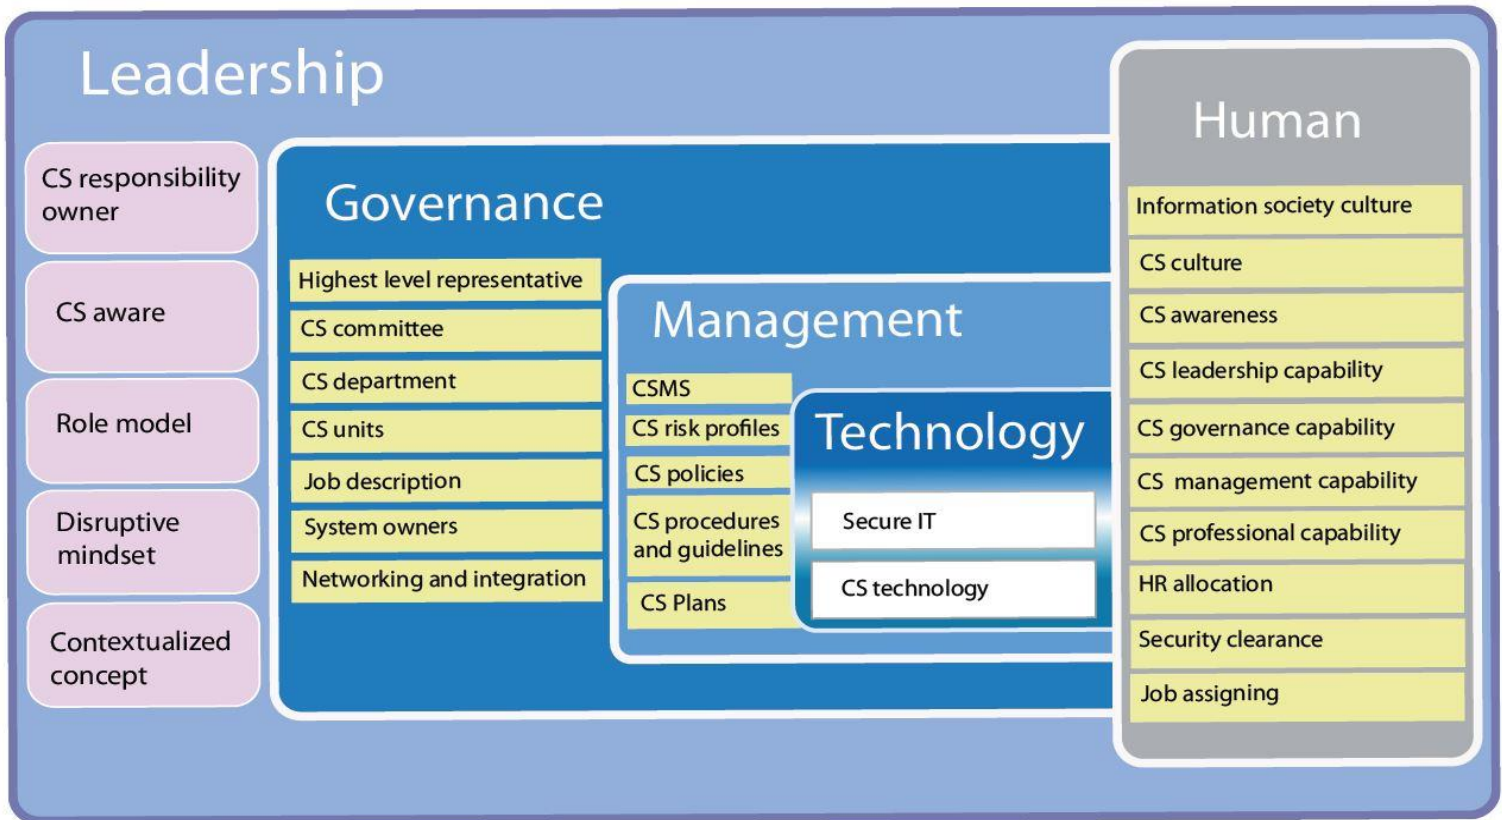 Leadership
CS responsibility
owner
CS aware
Role model
Disruptive
mindset
Contextualized
concept
Governance
Highest level representative
CS committee
CS department
CS units
Job description
System owners
Networking and integration
Management
CSMS
CS risk profiles
CS policies
CS procedures
and guidelines
CS Plans
Technology
Secure IT
CS technology
Human
Information society culture
CS culture
CS awareness
CS leadership capability
CS governance capability
CS management capability
CS professional capability
HR allocation
Security clearance
Job assigning